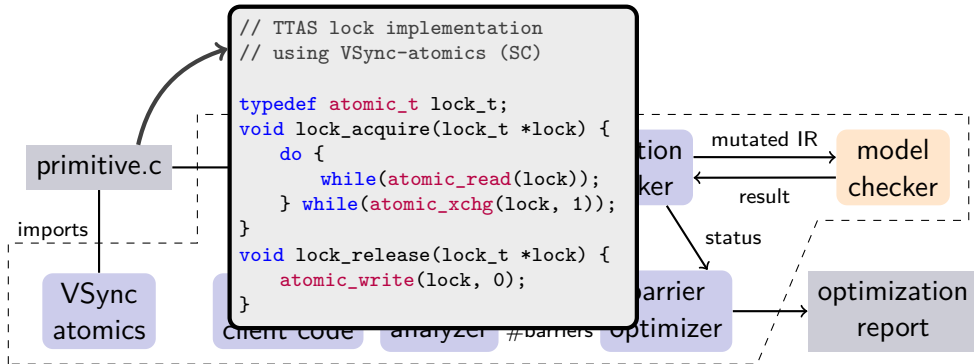 // TTAS lock implementation
// using VSync-atomics (SC)
typedef atomic_t lock_t;
void lock_acquire(lock_t *lock) {
do {
while(atomic_read(lock));
} while(atomic_xchg(lock, 1));
}
void lock_release(lock_t *lock) {
atomic_write(lock, 0);
}
primitive.c
imports
VSync
atomics
client code
analyzer
#barriers
mutated IR
result
model
checker
status
optimizer
optimization
report